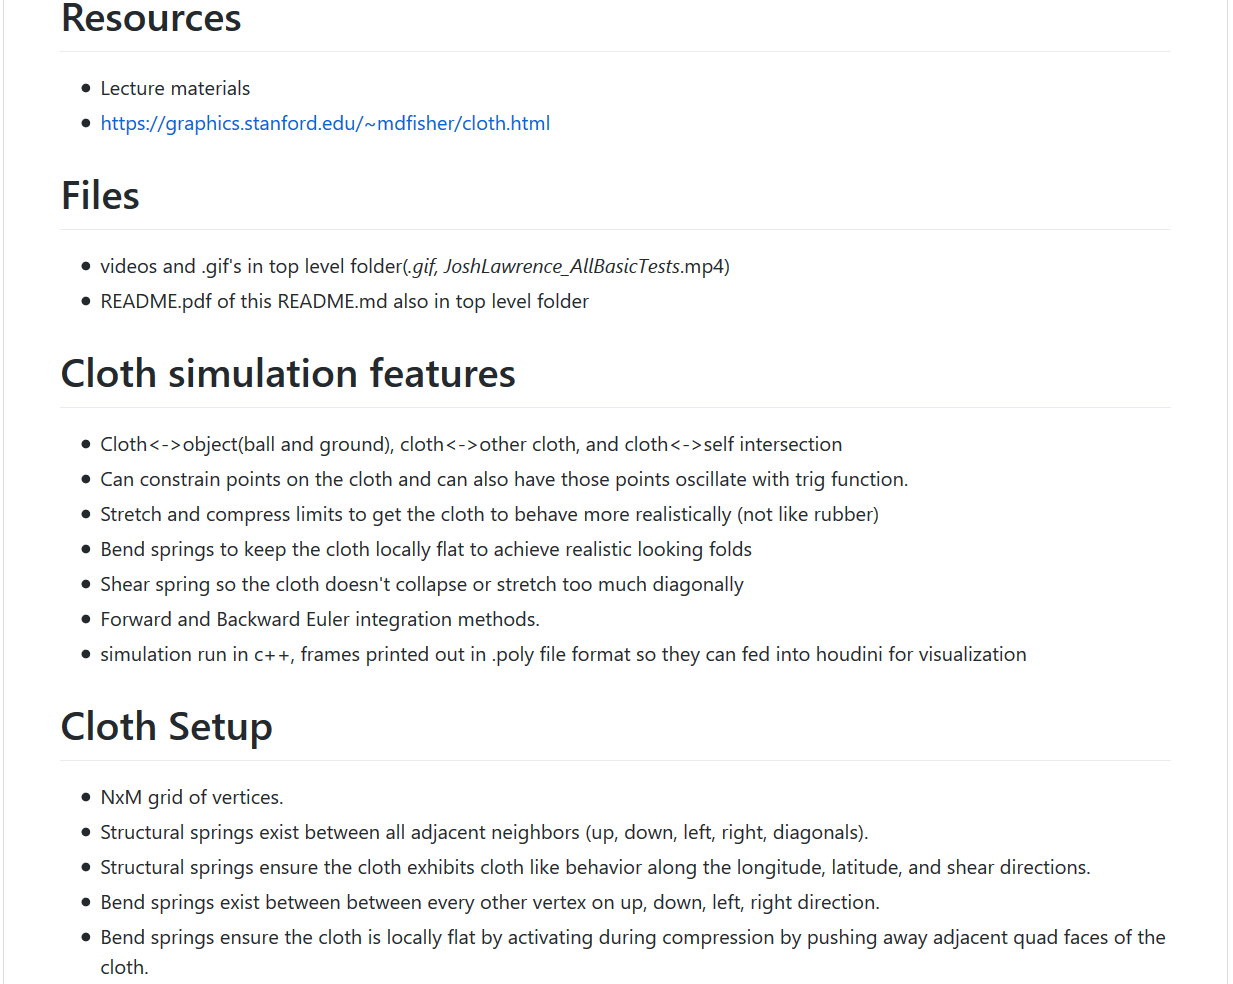 Resources
Lecture materials
https://graphics.stanford.edu/~mdfisher/cloth.html
Files
videos and .gif's in top level folder(.gif, JoshLawrence_AllBasicTests.mp4)
README.pdf of this README.md also in top level folder
Cloth simulation features
Cloth<->object(ball and ground), cloth<->other cloth, and cloth<->self intersection
Can constrain points on the cloth and can also have those points oscillate with trig function.
Stretch and compress limits to get the cloth to behave more realistically (not like rubber)
Bend springs to keep the cloth locally flat to achieve realistic looking folds
Shear spring so the cloth doesn't collapse or stretch too much diagonally
Forward and Backward Euler integration methods.
simulation run in c++, frames printed out in .poly file format so they can fed into houdini for visualization
Cloth Setup
NxM grid of vertices.
Structural springs exist between all adjacent neighbors (up, down, left, right, diagonals).
Structural springs ensure the cloth exhibits cloth like behavior along the longitude, latitude, and shear directions.
Bend springs exist between between every other vertex on up, down, left, right direction.
Bend springs ensure the cloth is locally flat by activating during compression by pushing away adjacent quad faces of the
cloth.